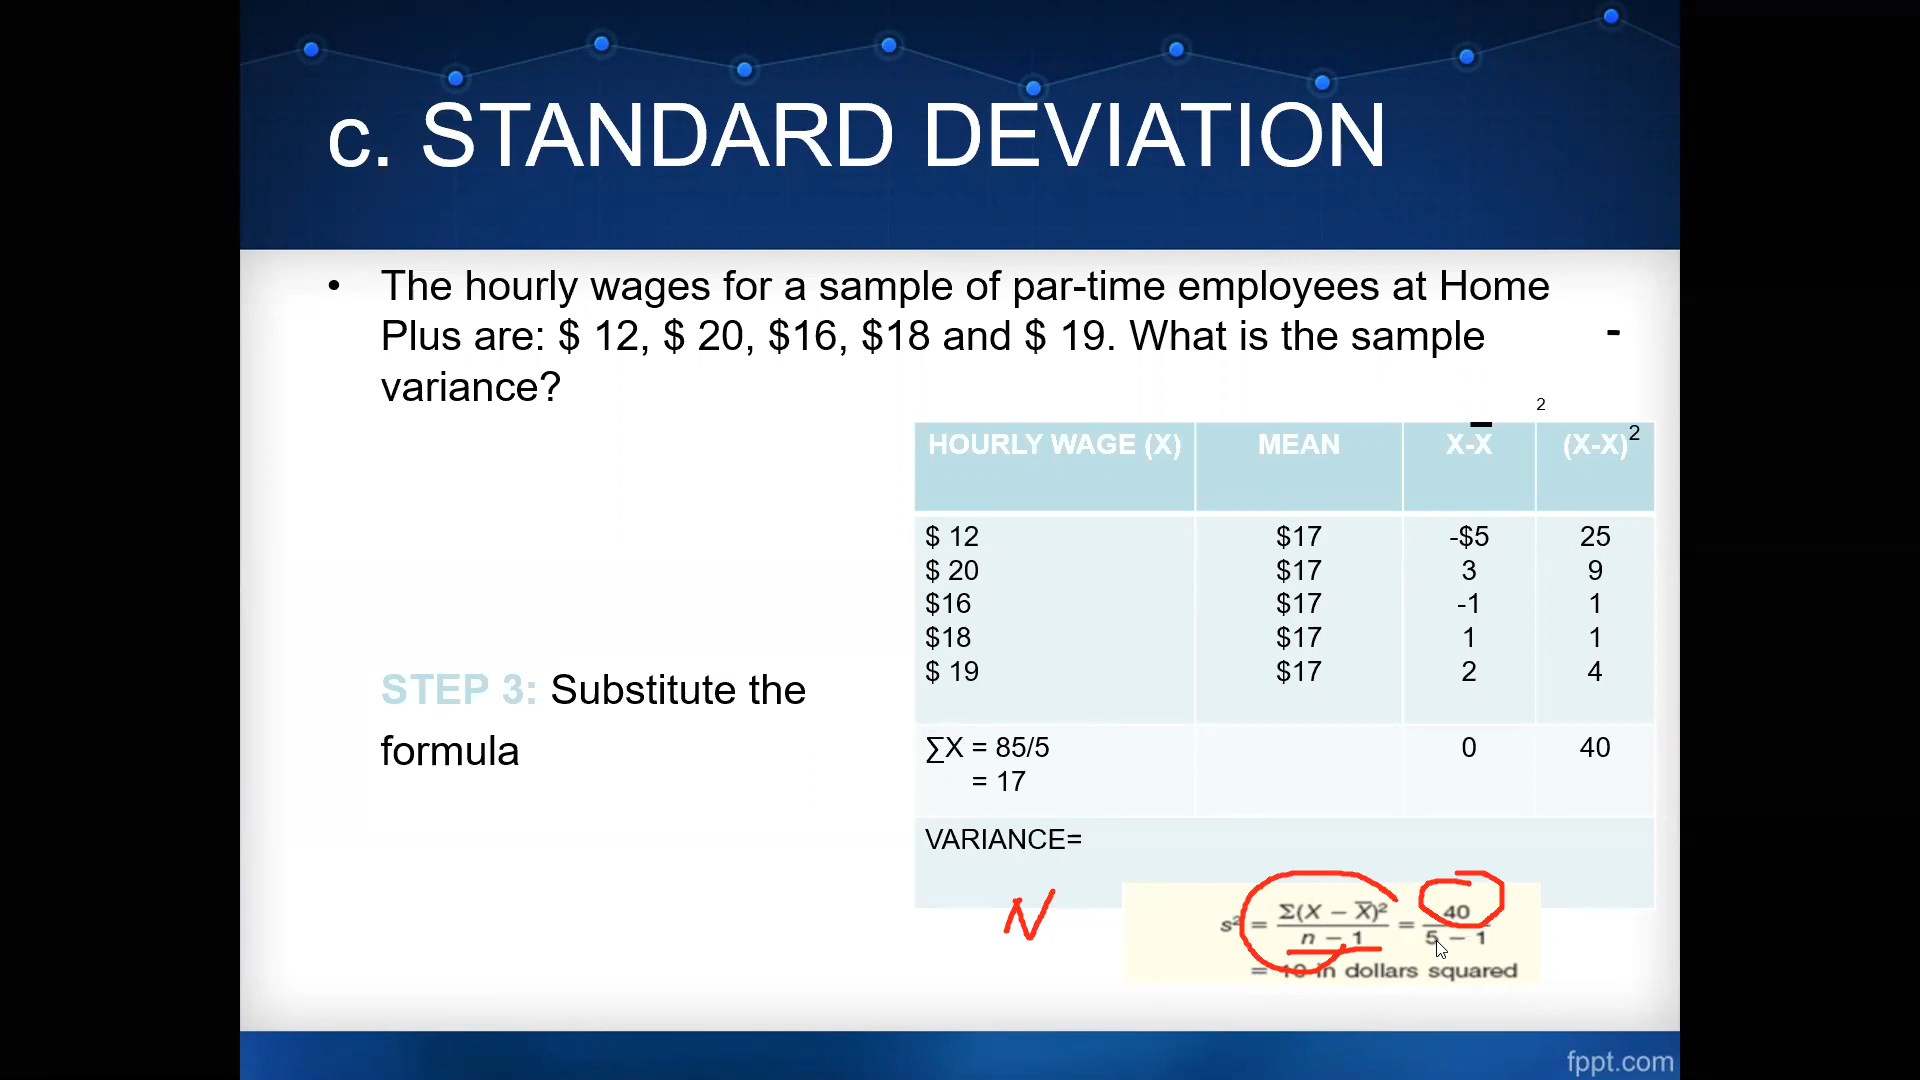 c. STANDARD DEVIATION
• The hourly wages for a sample of par-time employees at Home
Plus are: $ 12, $ 20, $16, $18 and $ 19. What is the sample -
variance?
2
HOURLY WAGE (X) MEAN X-X̄ (X-X)²
$ 12 $17 -$5 25
$ 20 $17 3 9
$16 $17 -1 1
$18 $17 1 1
$ 19 $17 2 4
STEP 3: Substitute the
formula
∑X = 85/5 0 40
= 17
VARIANCE=
N
s² = Σ(X − X̄)² / n − 1 = 40 / 5 − 1
= 10 in dollars squared
fppt.com